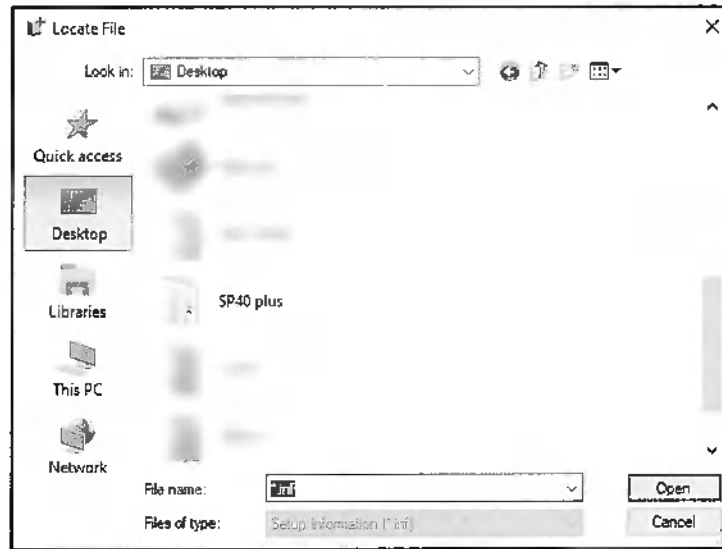 Locate File
Look in: Desktop
Quick access
Desktop
SP40 plus
Libraries
This PC
Network
File name: *.inf
Open
Files of type: Setup Information (*.inf)
Cancel